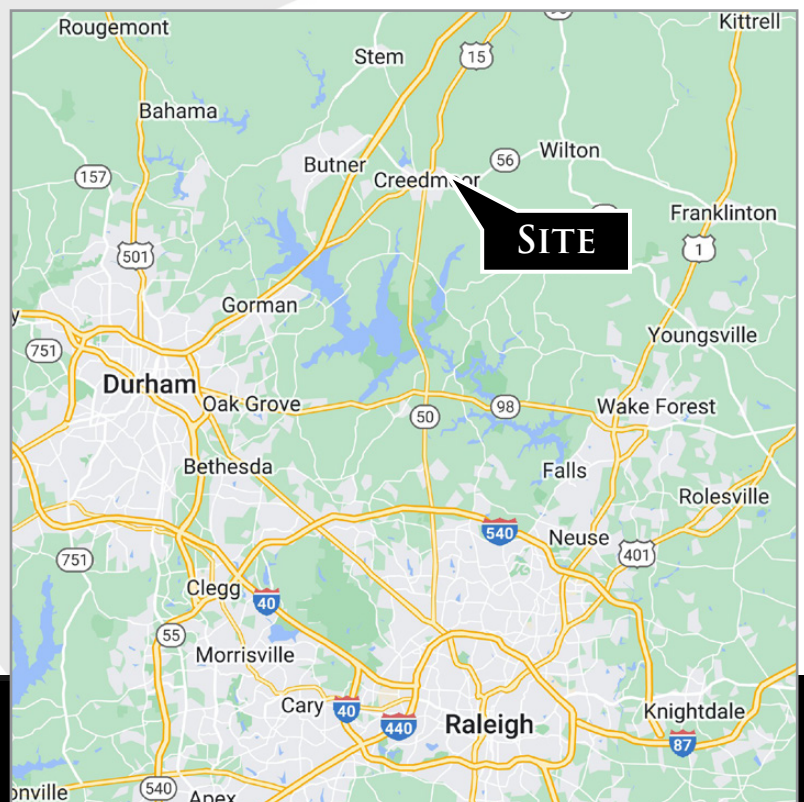 Rougemont
Kittrell
Stem
15
Bahama
Butner
56
Wilton
Creedmoor
157
Franklinton
SITE
501
1
Gorman
751
Youngsville
Durham
Oak Grove
98
Wake Forest
50
Bethesda
Falls
Rolesville
540
Neuse
401
751
Clegg
40
55
Morrisville
Cary
40
440
Raleigh
Knightdale
87
540
onville
Apex